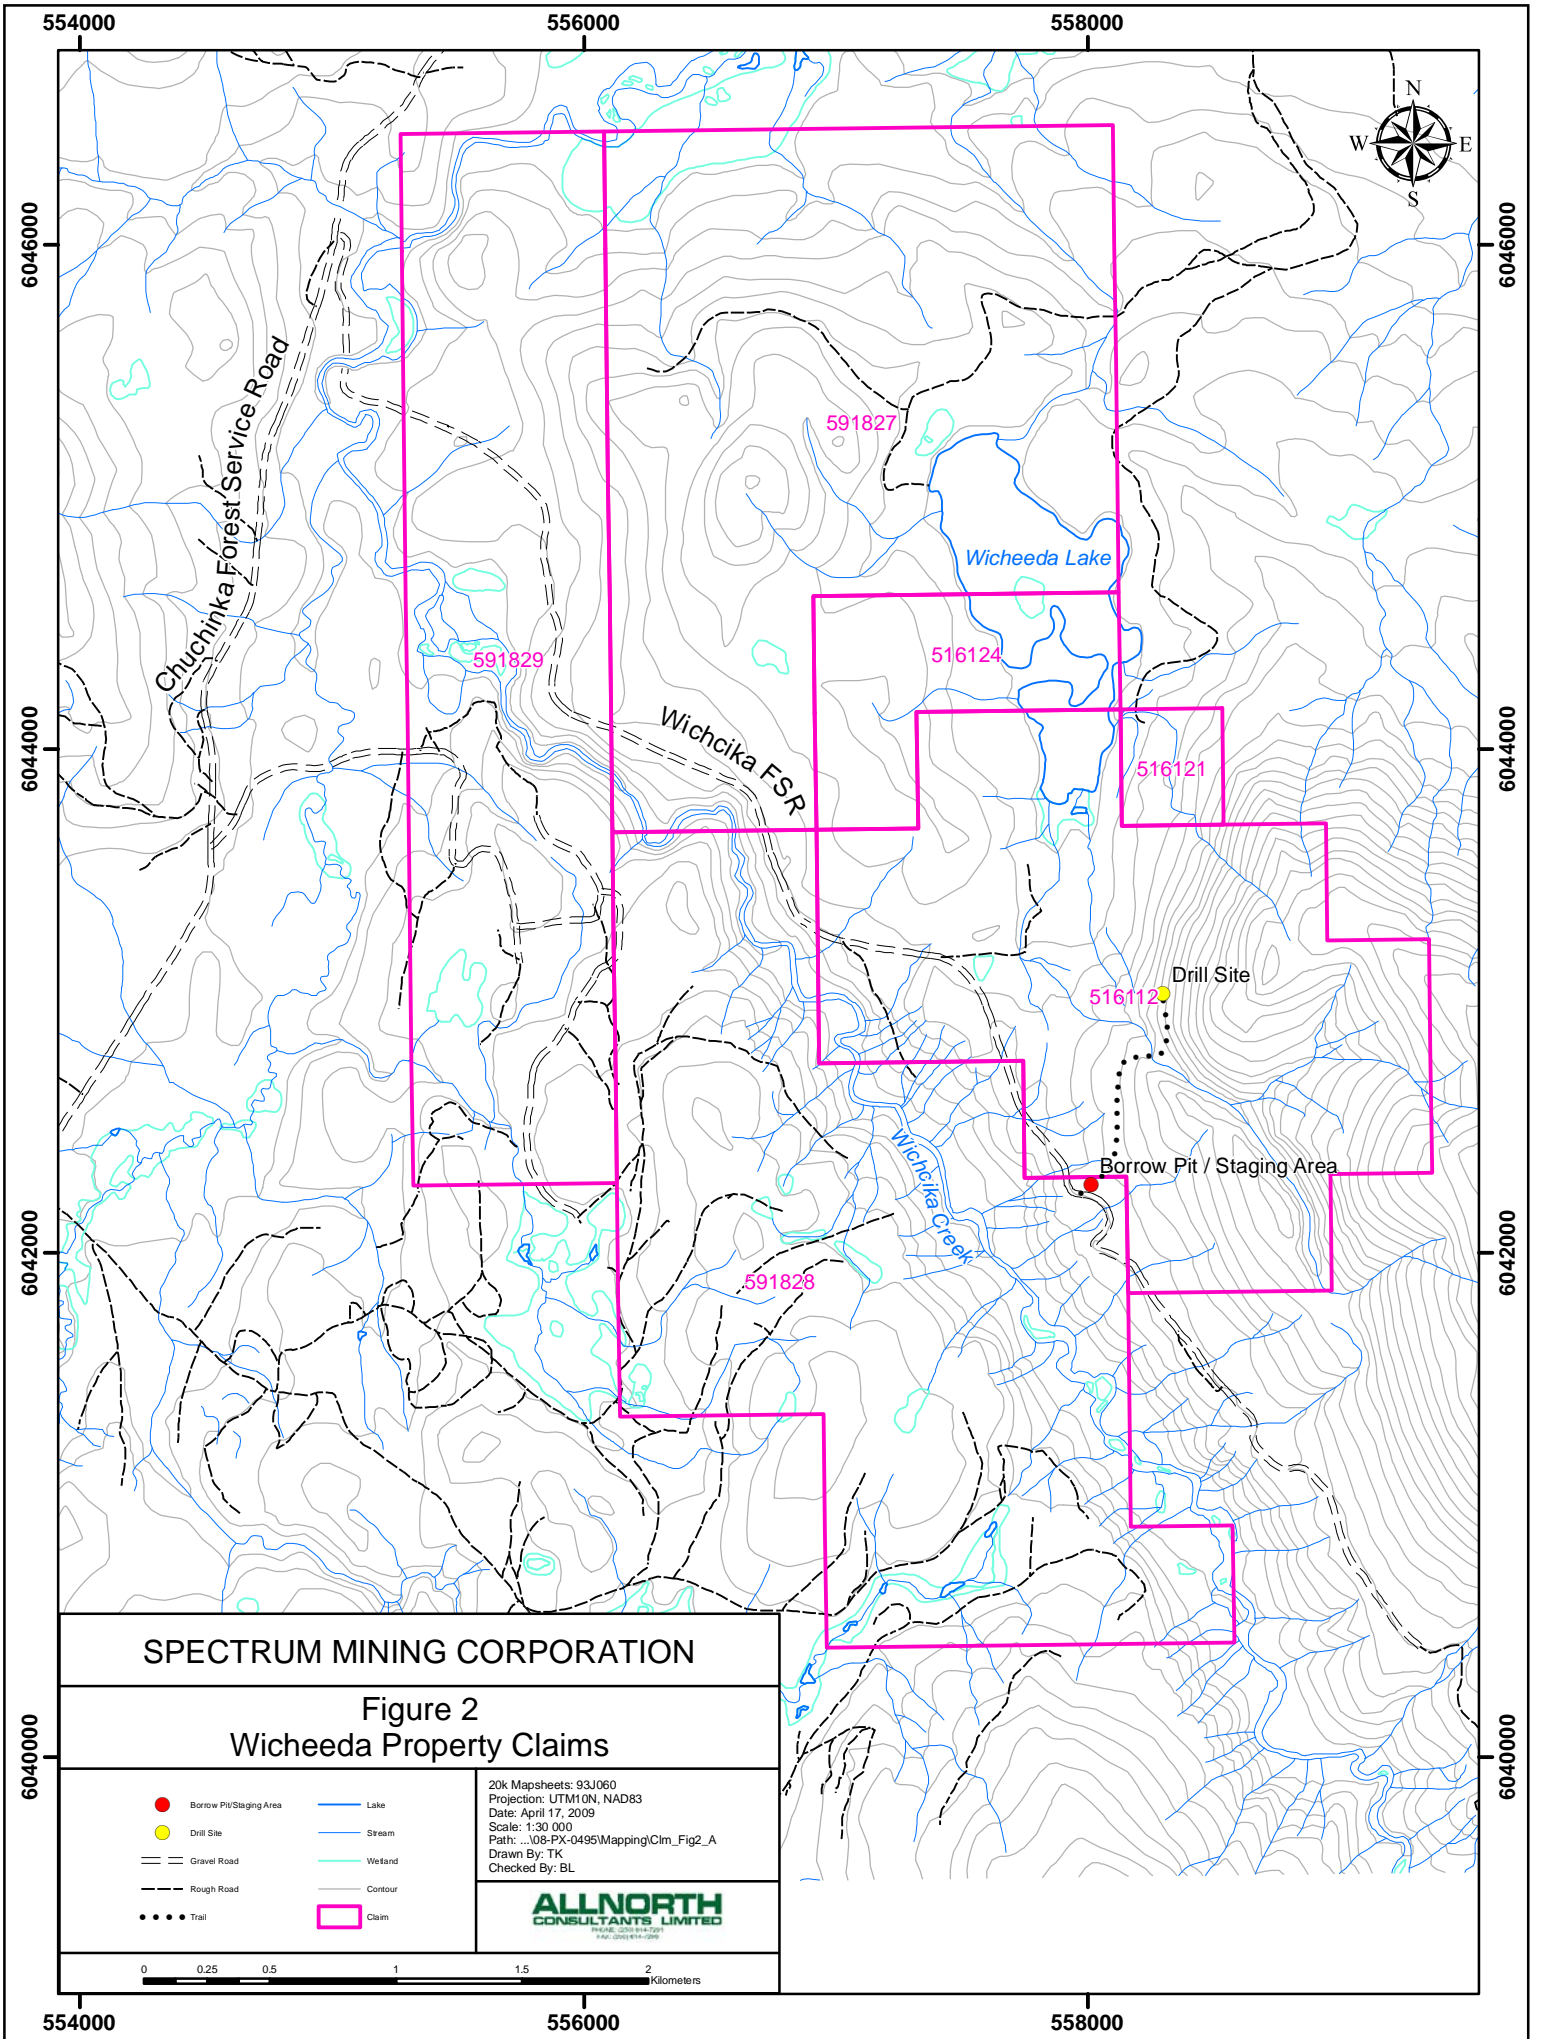 554000
556000
558000
N
W
E
S
6046000
6046000
Chuchinka Forest Service Road
591827
Wicheeda Lake
516124
591829
Wichcika FSR
6044000
6044000
516121
Drill Site
516112
Borrow Pit / Staging Area
Wichcika Creek
6042000
6042000
591828
SPECTRUM MINING CORPORATION
Figure 2
Wicheeda Property Claims
6040000
6040000
Borrow Pit/Staging Area
Drill Site
Gravel Road
Rough Road
Trail
Lake
Stream
Wetland
Contour
Claim
20k Mapsheets: 93J060
Projection: UTM10N, NAD83
Date: April 17, 2009
Scale: 1:30 000
Path: ...\08-PX-0495\Mapping\Clm_Fig2_A
Drawn By: TK
Checked By: BL
ALLNORTH
CONSULTANTS LIMITED
0 0.25 0.5 1 1.5 2
Kilometers
554000
556000
558000